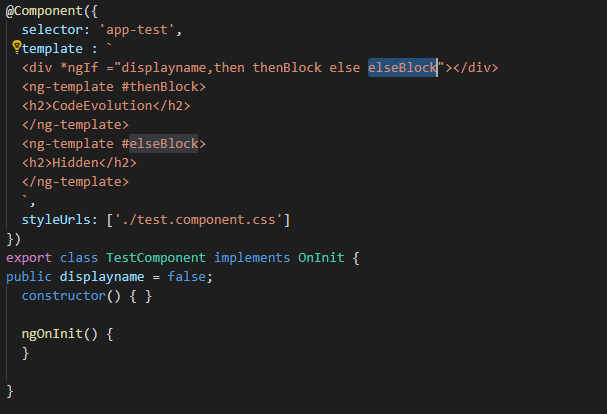 @Component({
  selector: 'app-test',
  template : `
  <div *ngIf ="displayname,then thenBlock else elseBlock"></div>
  <ng-template #thenBlock>
  <h2>CodeEvolution</h2>
  </ng-template>
  <ng-template #elseBlock>
  <h2>Hidden</h2>
  </ng-template>
  `,
  styleUrls: ['./test.component.css']
})
export class TestComponent implements OnInit {
public displayname = false;
  constructor() { }
  ngOnInit() {
  }
}